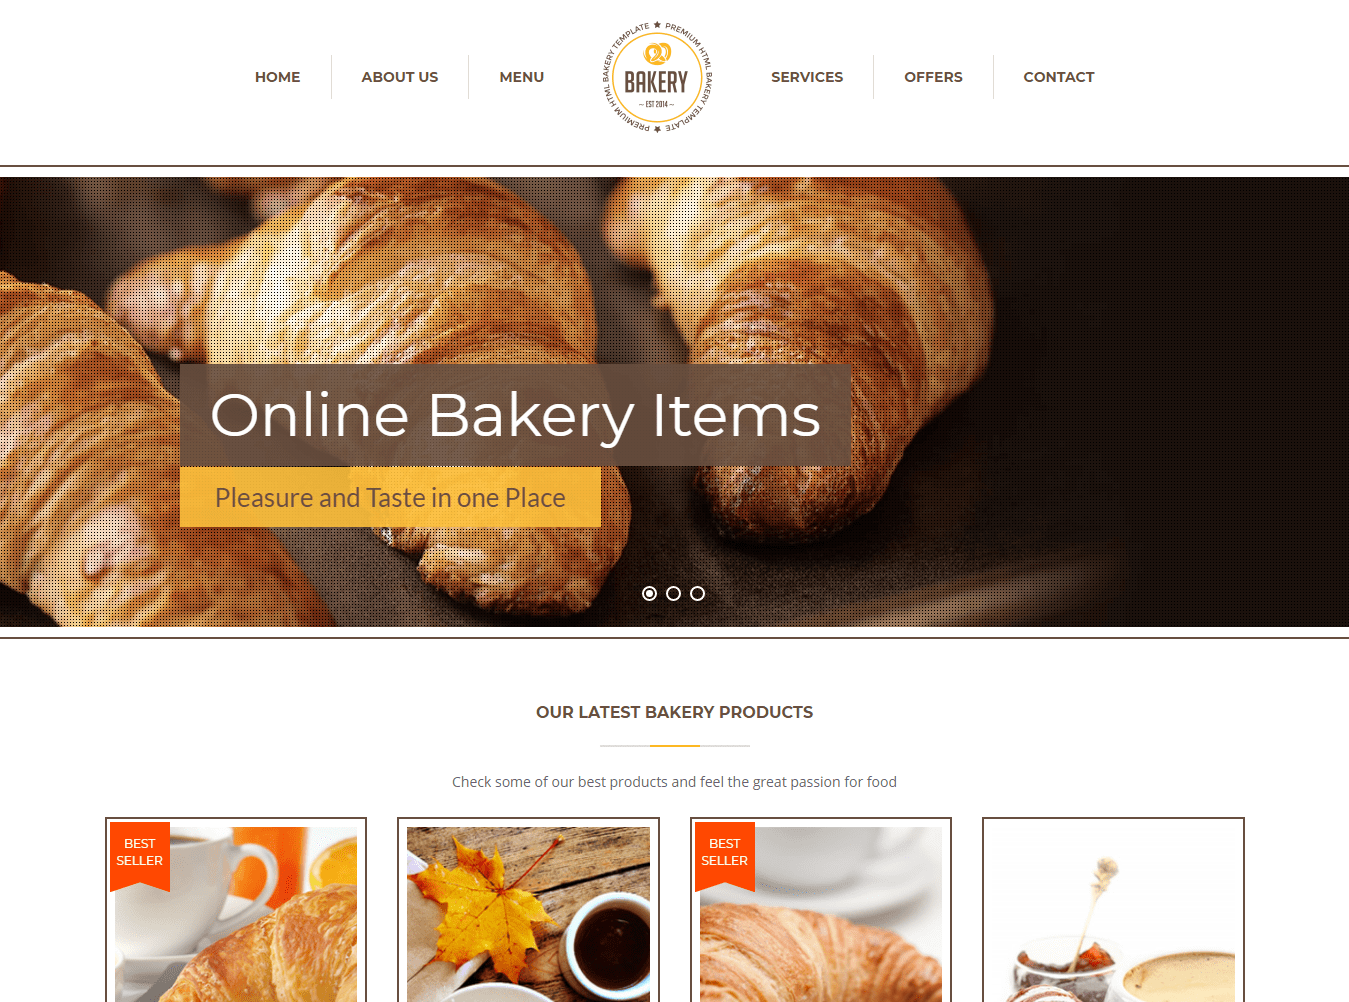 HOME
ABOUT US
MENU
PREMIUM HTML BAKERY TEMPLATE ★ PREMIUM HTML BAKERY TEMPLATE ★
BAKERY
~ EST 2014 ~
SERVICES
OFFERS
CONTACT
Online Bakery Items
Pleasure and Taste in one Place
OUR LATEST BAKERY PRODUCTS
Check some of our best products and feel the great passion for food
BEST
SELLER
BEST
SELLER